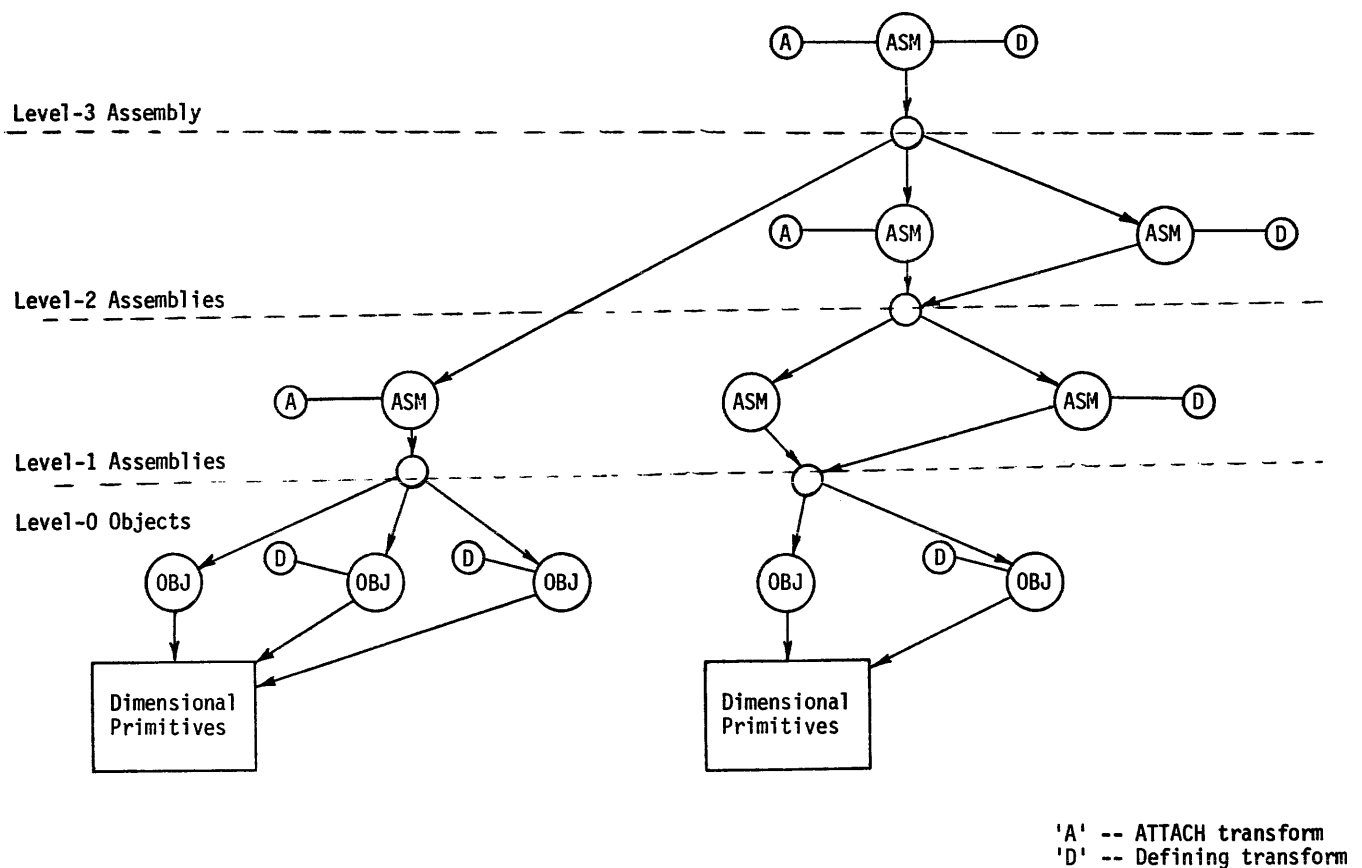 A ASM D
Level-3 Assembly
A ASM ASM D
Level-2 Assemblies
A ASM ASM ASM D
Level-1 Assemblies
Level-0 Objects
OBJ D OBJ D OBJ OBJ D OBJ
Dimensional
Primitives
Dimensional
Primitives
'A' -- ATTACH transform
'D' -- Defining transform